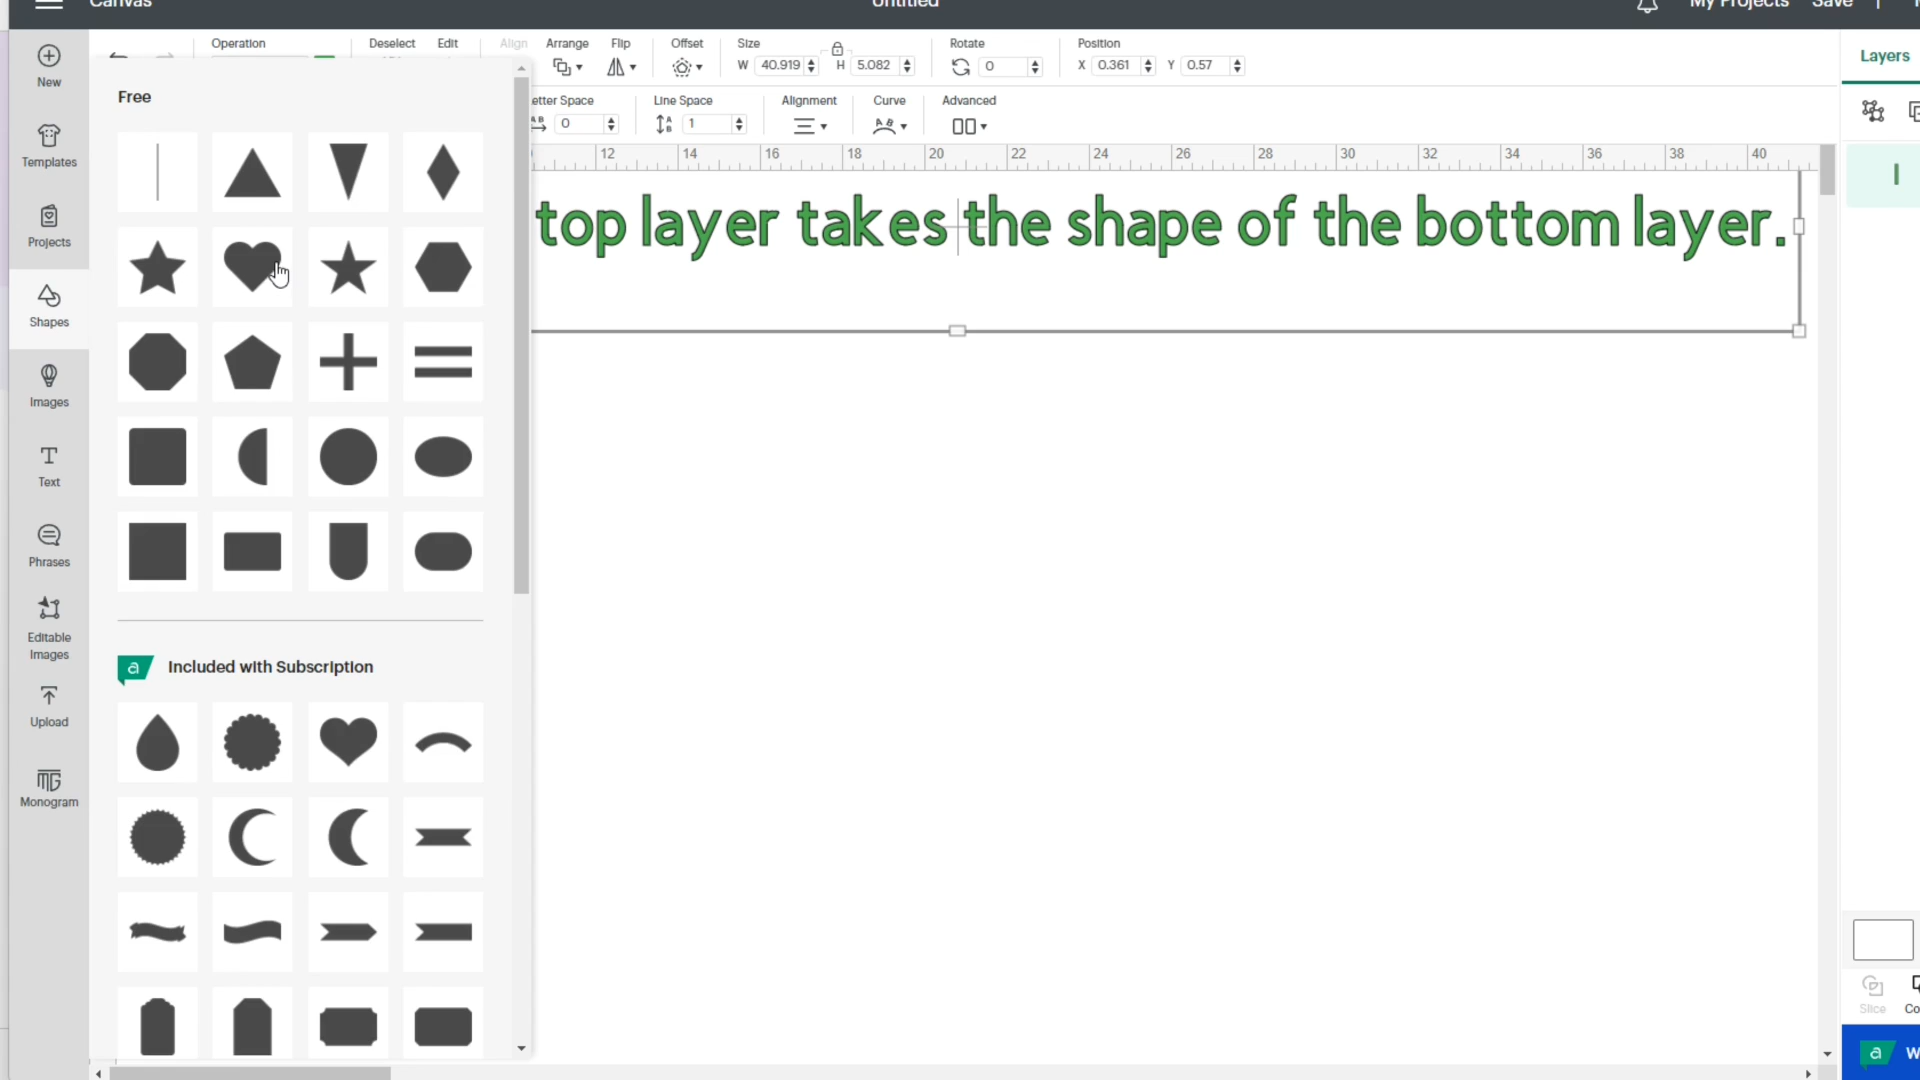 Canvas
Untitled
My Projects
Save
New
Templates
Projects
Shapes
Images
Text
Phrases
Editable
Images
Upload
Monogram
Operation
Deselect
Edit
Align
Arrange
Flip
Offset
Size
W 40.919
H 5.082
Rotate
0
Position
X 0.361
Y 0.57
Layers
etter Space
0
Line Space
1
Alignment
Curve
Advanced
12 14 16 18 20 22 24 26 28 30 32 34 36 38 40
top layer takes the shape of the bottom layer.
Free
a Included with Subscription
Slice
Co
a W